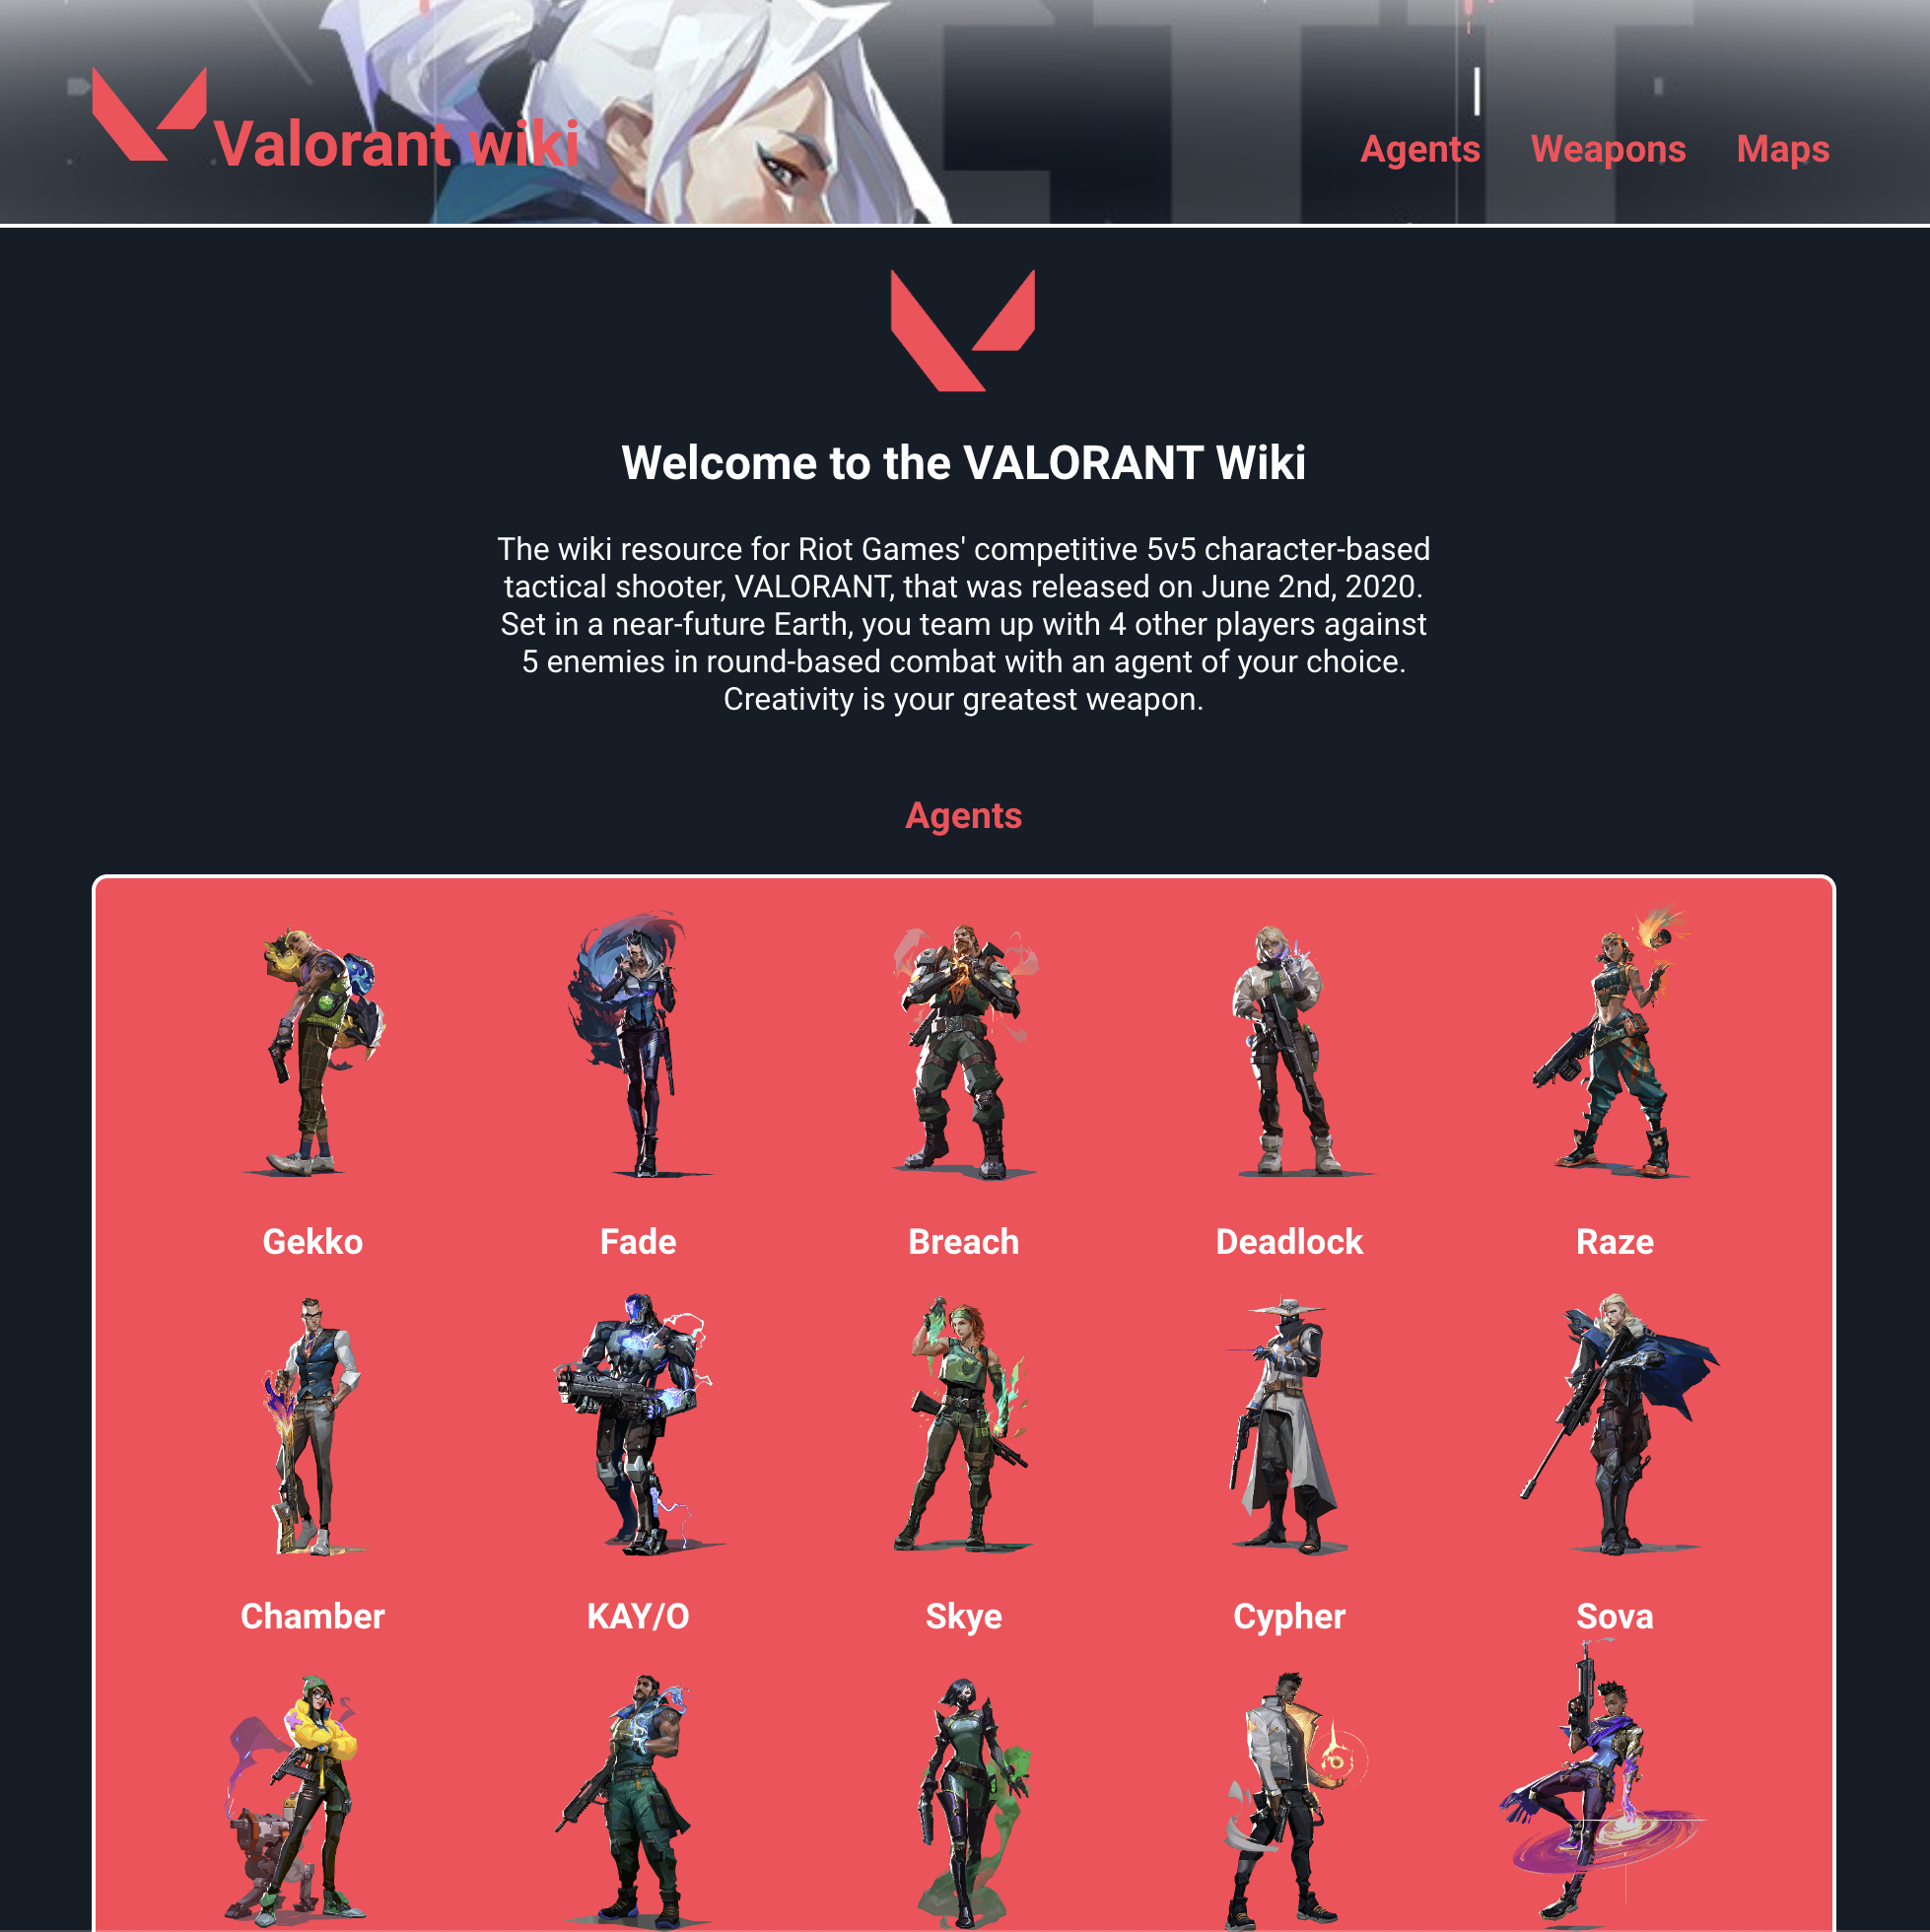 Valorant wiki
Agents Weapons Maps
Welcome to the VALORANT Wiki
The wiki resource for Riot Games' competitive 5v5 character-based
tactical shooter, VALORANT, that was released on June 2nd, 2020.
Set in a near-future Earth, you team up with 4 other players against
5 enemies in round-based combat with an agent of your choice.
Creativity is your greatest weapon.
Agents
Gekko Fade Breach Deadlock Raze
Chamber KAY/O Skye Cypher Sova